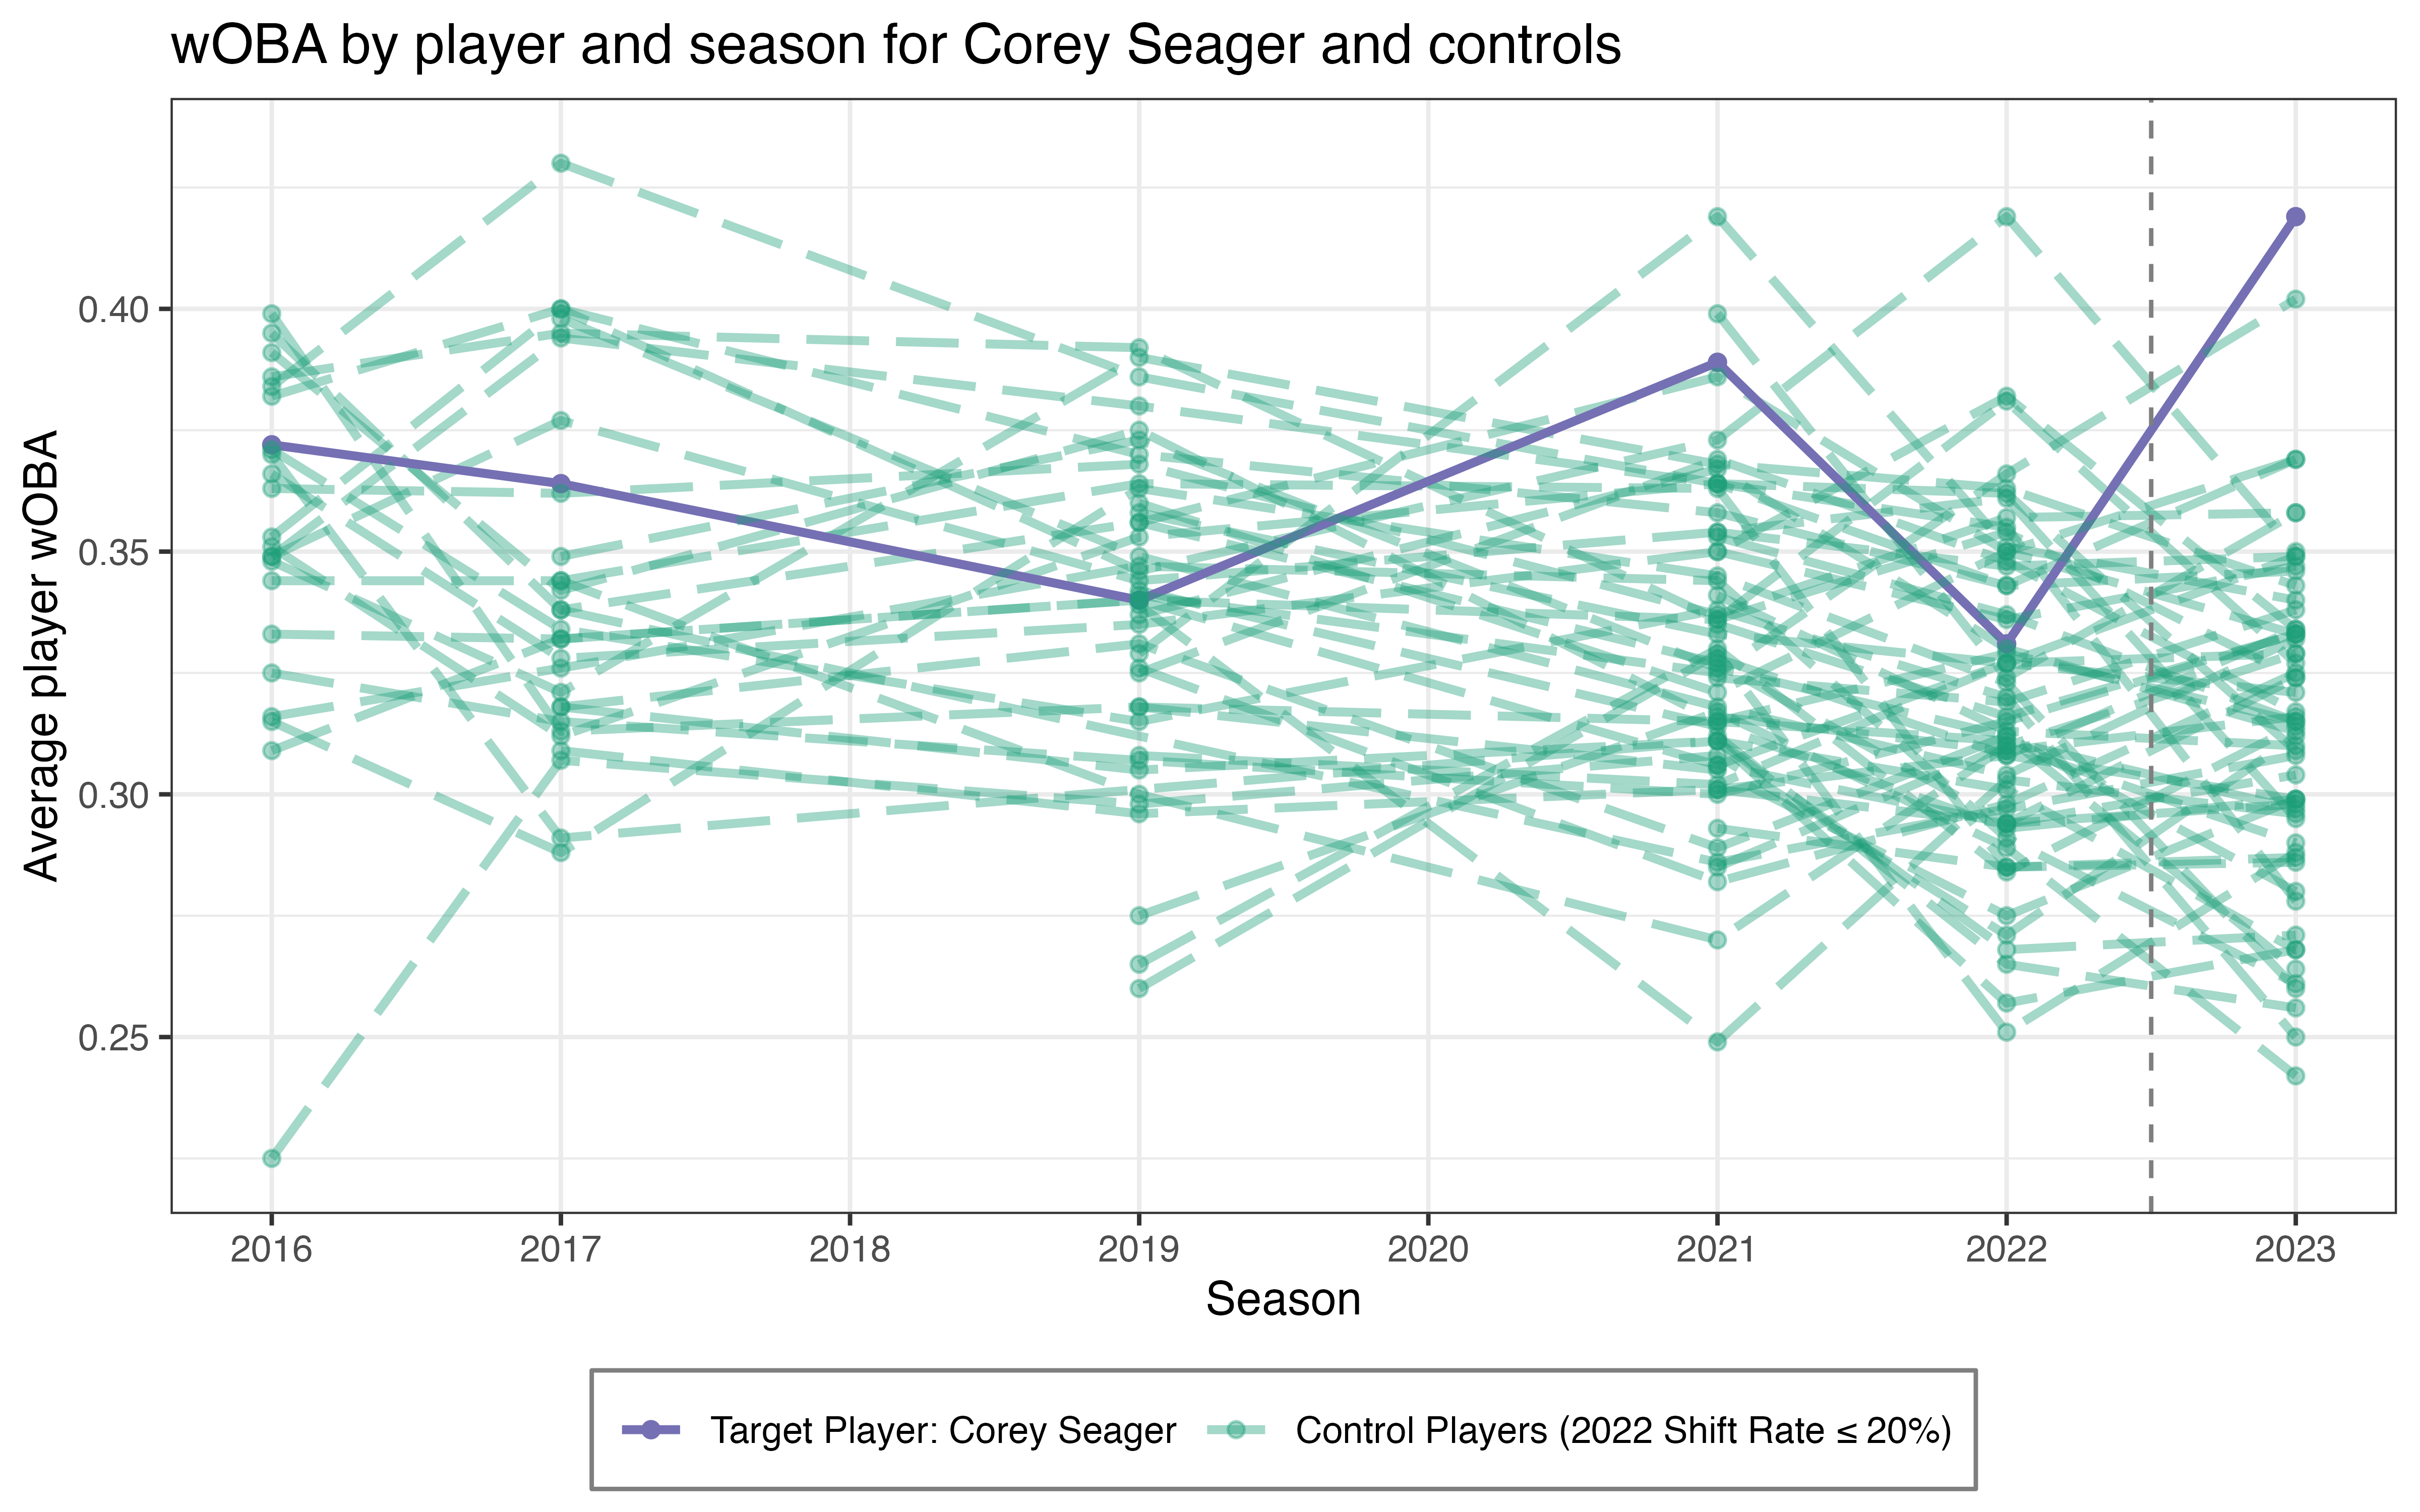 wOBA by player and season for Corey Seager and controls
Average player wOBA
0.40
0.35
0.30
0.25
2016 2017 2018 2019 2020 2021 2022 2023
Season
Target Player: Corey Seager Control Players (2022 Shift Rate ≤ 20%)